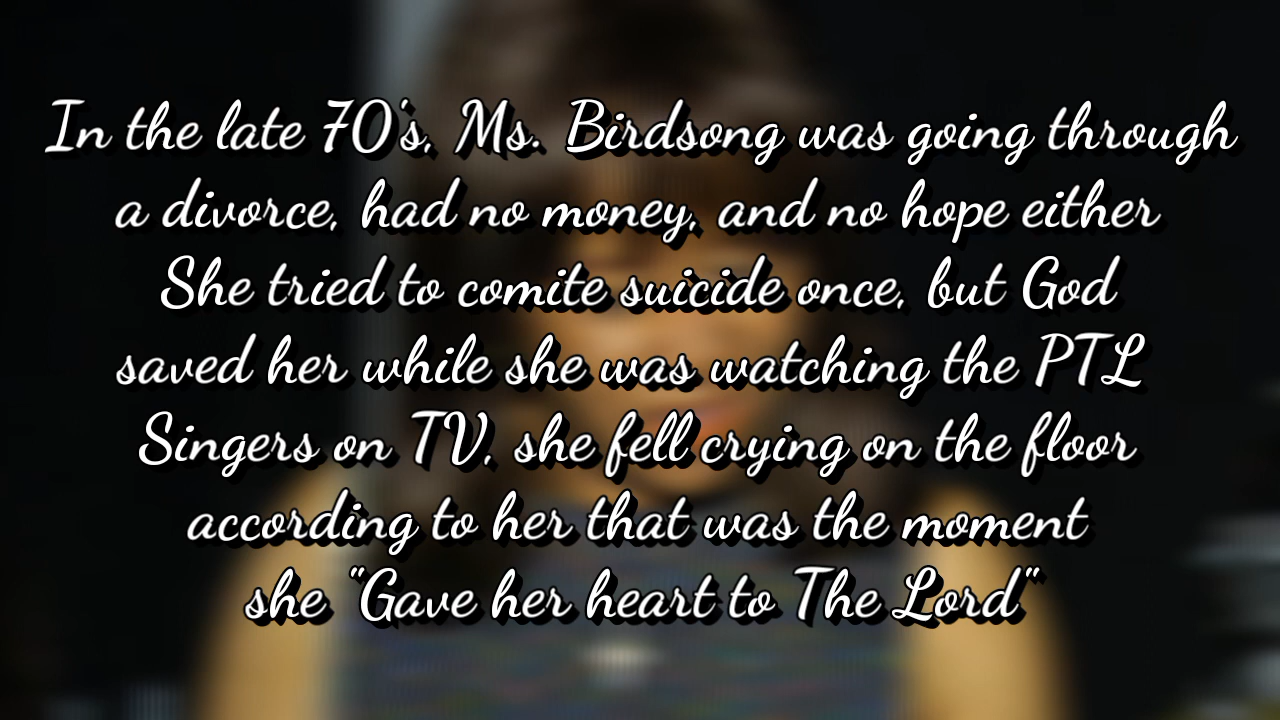 In the late 70's, Ms. Birdsong was going through
a divorce, had no money, and no hope either
She tried to comite suicide once, but God
saved her while she was watching the PTL
Singers on TV, she fell crying on the floor
according to her that was the moment
she "Gave her heart to The Lord"